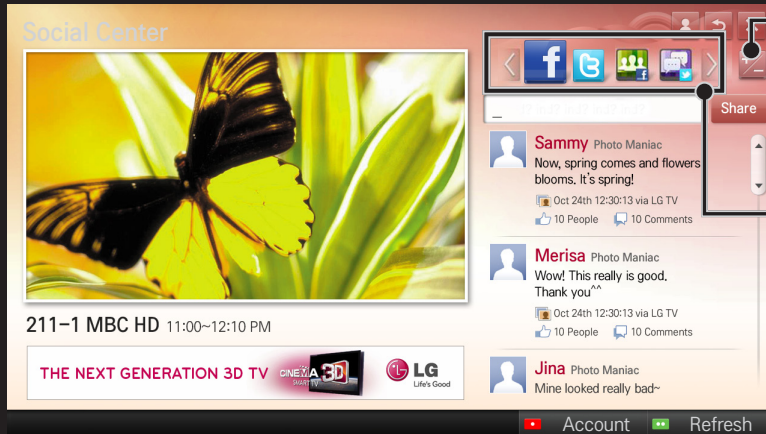 Social Center
Share
Sammy Photo Maniac
Now, spring comes and flowers
blooms. It's spring!
Oct 24th 12:30:13 via LG TV
10 People 10 Comments
Merisa Photo Maniac
Wow! This really is good.
Thank you^^
Oct 24th 12:30:13 via LG TV
10 People 10 Comments
Jina Photo Maniac
Mine looked really bad~
211-1 MBC HD 11:00~12:10 PM
THE NEXT GENERATION 3D TV CINEMA 3D SMART TV LG Life's Good
Account Refresh